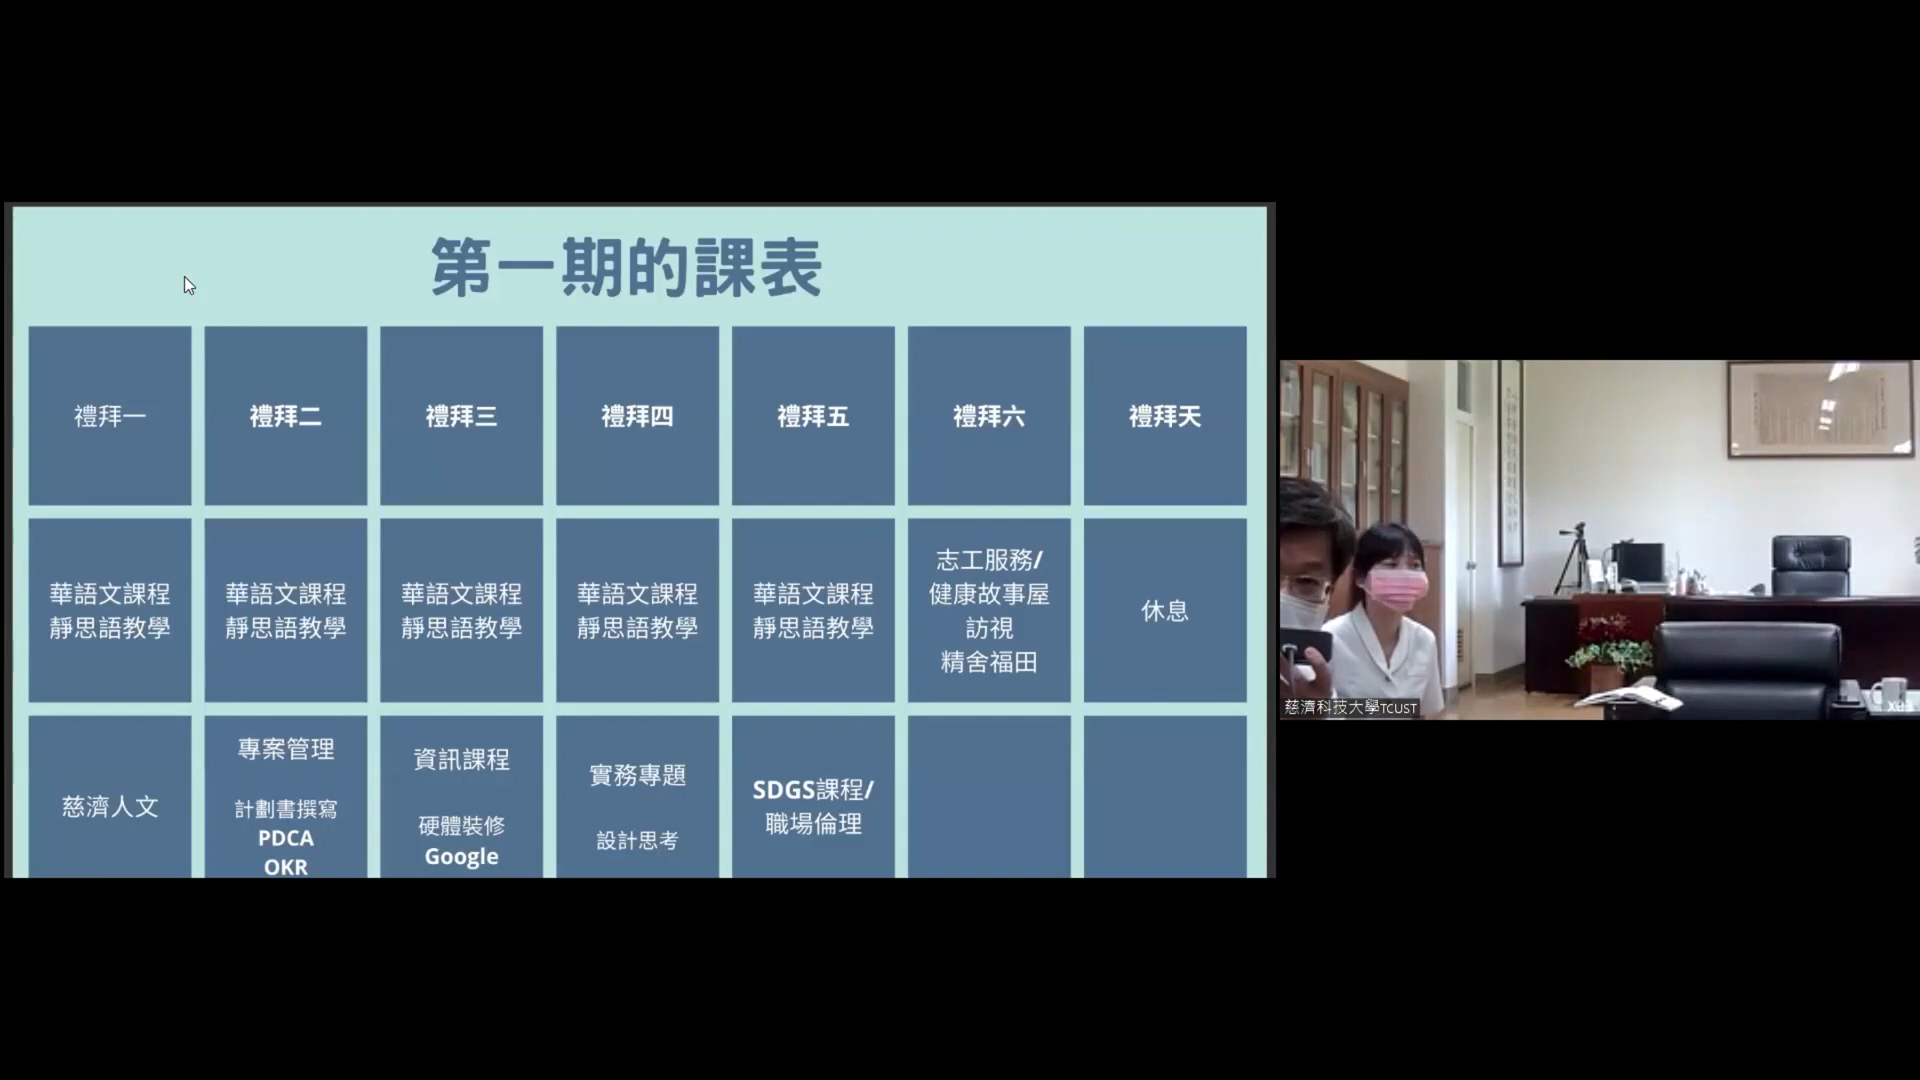 第一期的課表
禮拜一
禮拜二
禮拜三
禮拜四
禮拜五
禮拜六
禮拜天
華語文課程
靜思語教學
華語文課程
靜思語教學
華語文課程
靜思語教學
華語文課程
靜思語教學
華語文課程
靜思語教學
志工服務/
健康故事屋
訪視
精舍福田
休息
慈濟人文
專案管理
計劃書撰寫
PDCA
OKR
資訊課程
硬體裝修
Google
實務專題
設計思考
SDGS課程/
職場倫理
慈濟科技大學TCUST